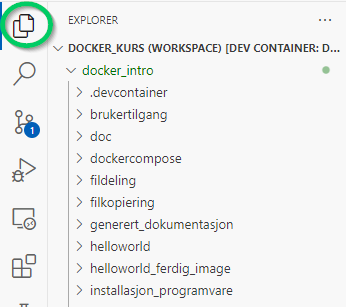 EXPLORER
DOCKER_KURS (WORKSPACE) [DEV CONTAINER: D...
docker_intro
.devcontainer
brukertilgang
doc
dockercompose
fildeling
filkopiering
generert_dokumentasjon
helloworld
helloworld_ferdig_image
installasjon_programvare
1